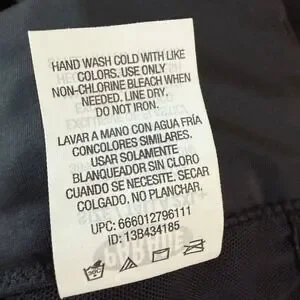 HAND WASH COLD WITH LIKE
COLORS. USE ONLY
NON-CHLORINE BLEACH WHEN
NEEDED. LINE DRY.
DO NOT IRON.
LAVAR A MANO CON AGUA FRÍA
CONCOLORES SIMILARES.
USAR SOLAMENTE
BLANQUEADOR SIN CLORO
CUANDO SE NECESITE. SECAR
COLGADO. NO PLANCHAR.
UPC: 666012796111
ID: 13B434185